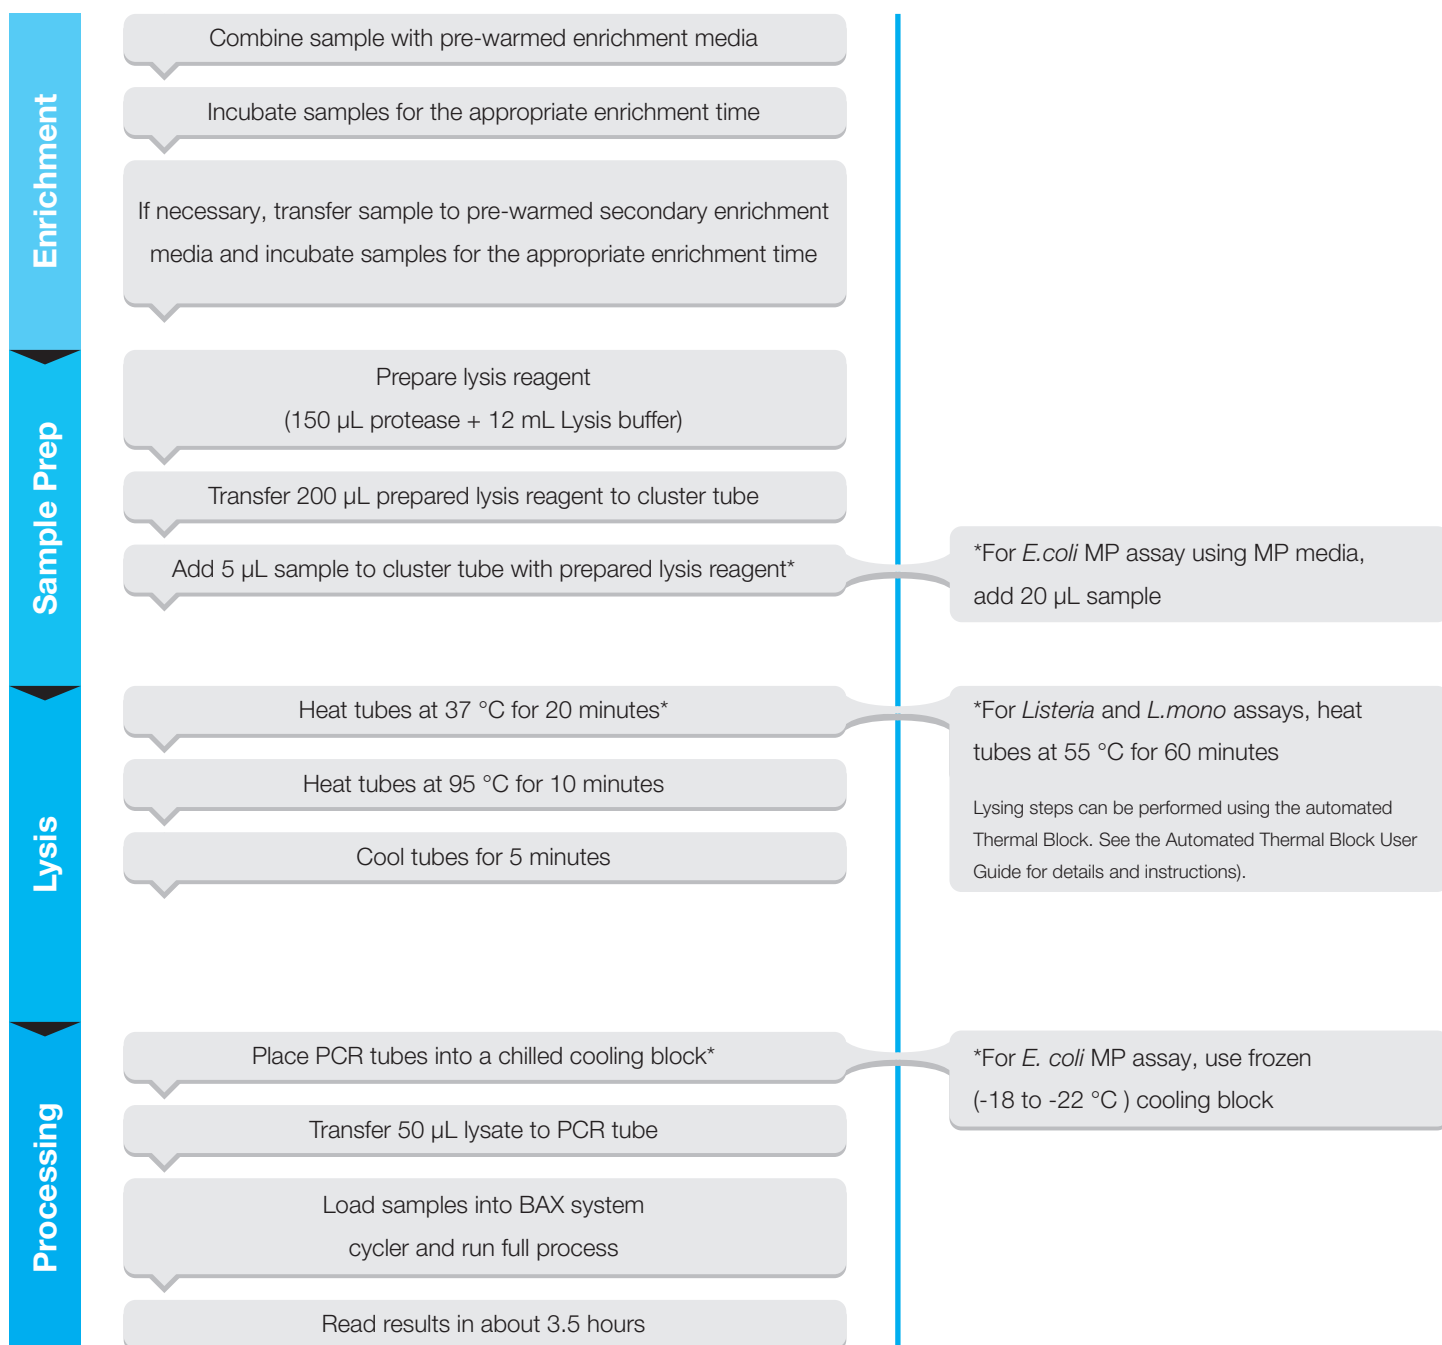 Enrichment
Combine sample with pre-warmed enrichment media
Incubate samples for the appropriate enrichment time
If necessary, transfer sample to pre-warmed secondary enrichment
media and incubate samples for the appropriate enrichment time
Sample Prep
Prepare lysis reagent
(150 µL protease + 12 mL Lysis buffer)
Transfer 200 µL prepared lysis reagent to cluster tube
Add 5 µL sample to cluster tube with prepared lysis reagent*
*For E.coli MP assay using MP media,
add 20 µL sample
Lysis
Heat tubes at 37 °C for 20 minutes*
Heat tubes at 95 °C for 10 minutes
Cool tubes for 5 minutes
*For Listeria and L.mono assays, heat
tubes at 55 °C for 60 minutes
Lysing steps can be performed using the automated
Thermal Block. See the Automated Thermal Block User
Guide for details and instructions).
Processing
Place PCR tubes into a chilled cooling block*
*For E. coli MP assay, use frozen
(-18 to -22 °C ) cooling block
Transfer 50 µL lysate to PCR tube
Load samples into BAX system
cycler and run full process
Read results in about 3.5 hours